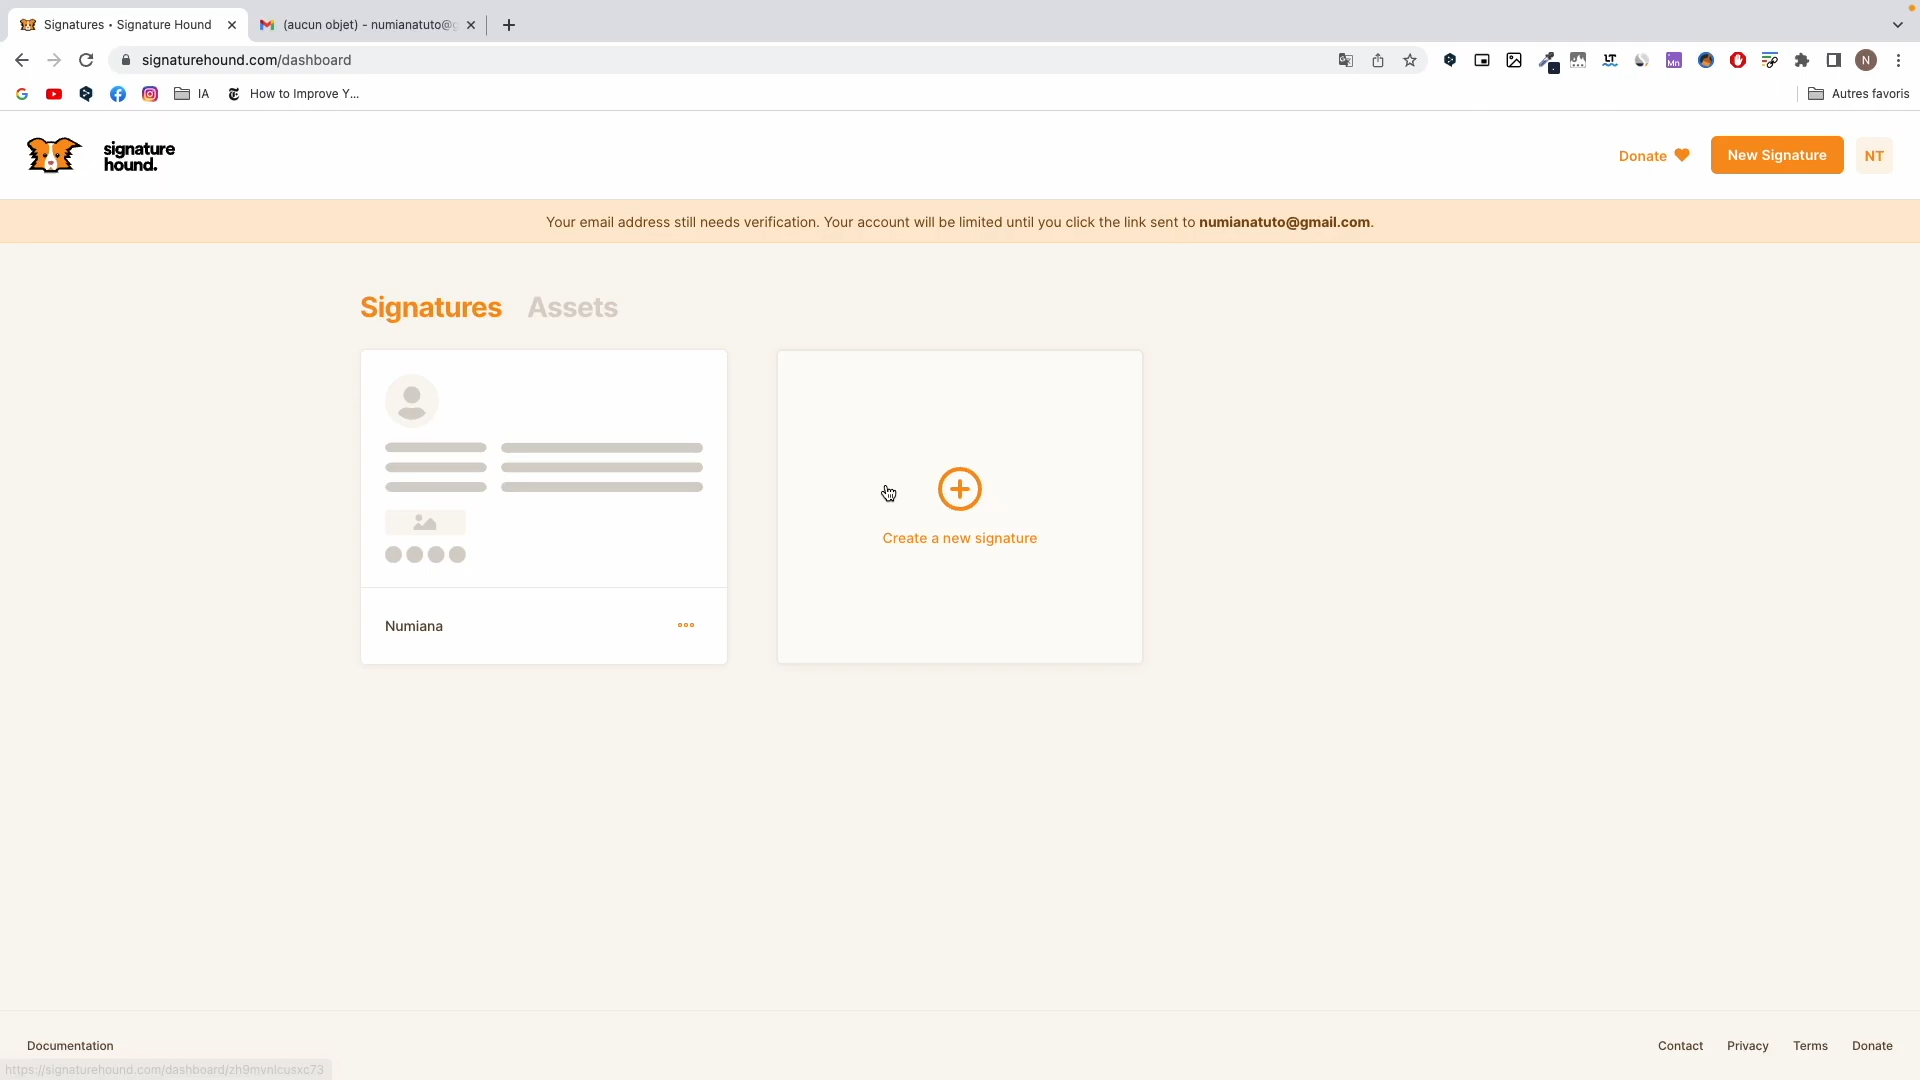 Signatures • Signature Hound
(aucun objet) - numianatuto@g
signaturehound.com/dashboard
IA
How to Improve Y...
Autres favoris
signature
hound.
Donate
New Signature
NT
Your email address still needs verification. Your account will be limited until you click the link sent to numianatuto@gmail.com.
Signatures
Assets
Create a new signature
Numiana
Documentation
Contact
Privacy
Terms
Donate
https://signaturehound.com/dashboard/zh9mvnlcusxc73